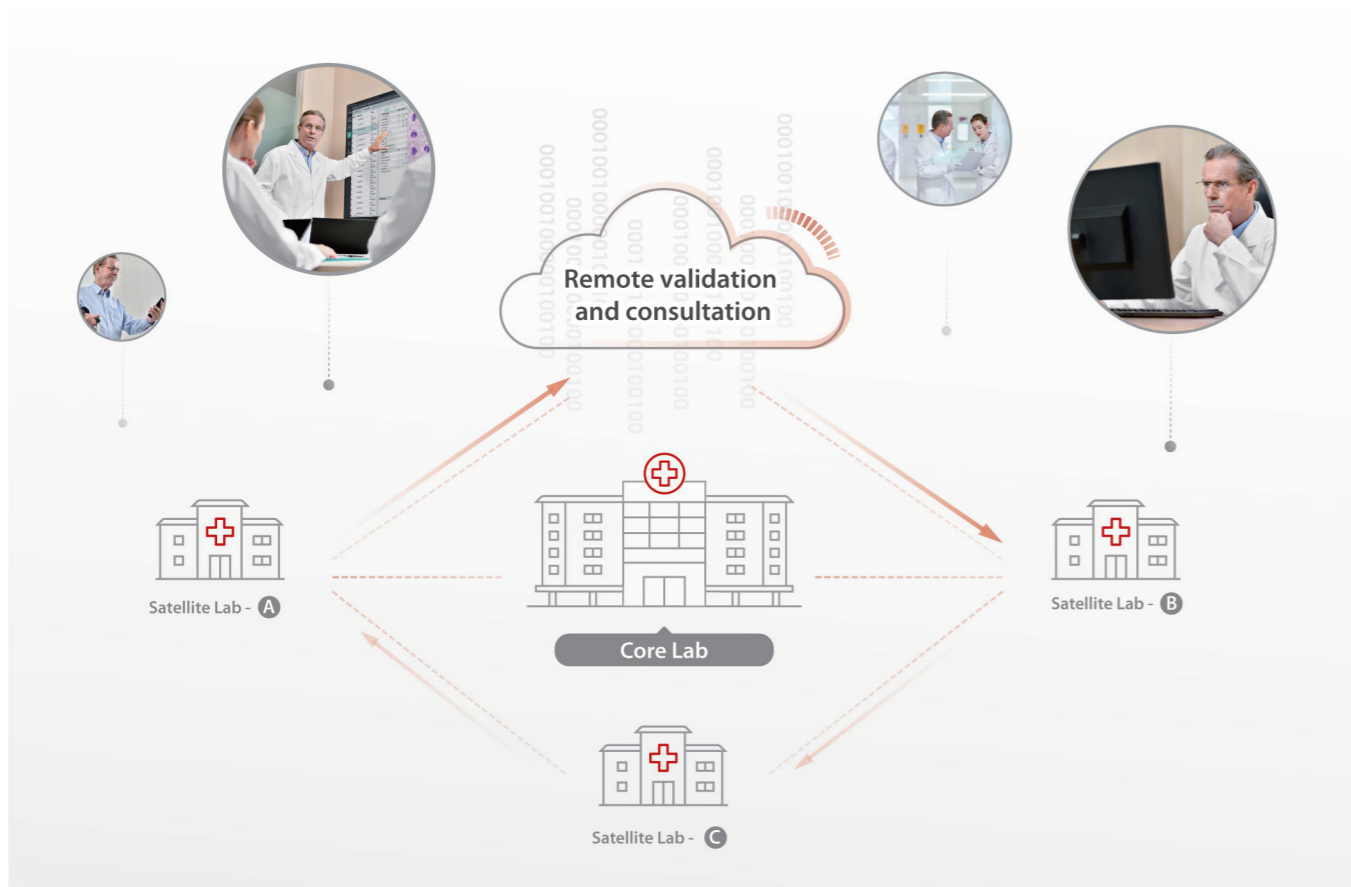 Remote validation
and consultation
Satellite Lab - A
Satellite Lab - B
Core Lab
Satellite Lab - C